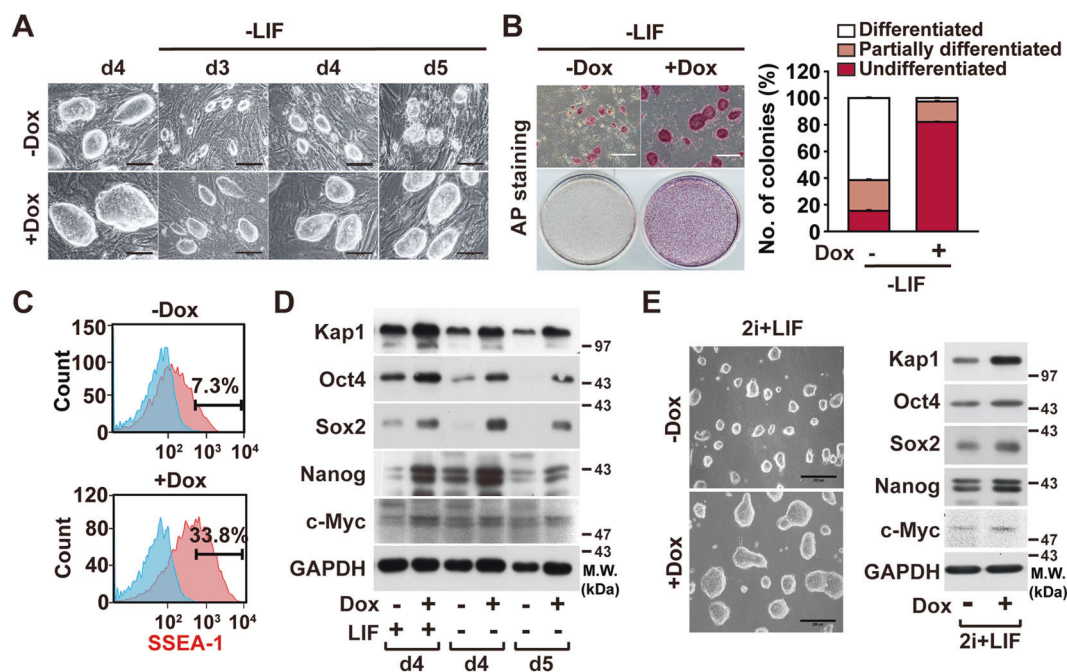 A
-LIF
d4
d3
d4
d5
-Dox
+Dox
B
-LIF
-Dox
+Dox
AP staining
Differentiated
Partially differentiated
Undifferentiated
No. of colonies (%)
120
100
80
60
40
20
0
Dox - +
-LIF
C
-Dox
Count
150
100
50
0
7.3%
10² 10³ 10⁴
+Dox
Count
120
80
40
0
33.8%
10² 10³ 10⁴
SSEA-1
D
Kap1
97
Oct4
43
Sox2
43
Nanog
43
c-Myc
47
GAPDH
43
M.W.
(kDa)
Dox - + - + - +
LIF + + - - - -
d4 d4 d5
E
2i+LIF
-Dox
+Dox
Kap1
97
Oct4
43
Sox2
43
Nanog
43
c-Myc
47
GAPDH
43
M.W.
(kDa)
Dox - +
2i+LIF